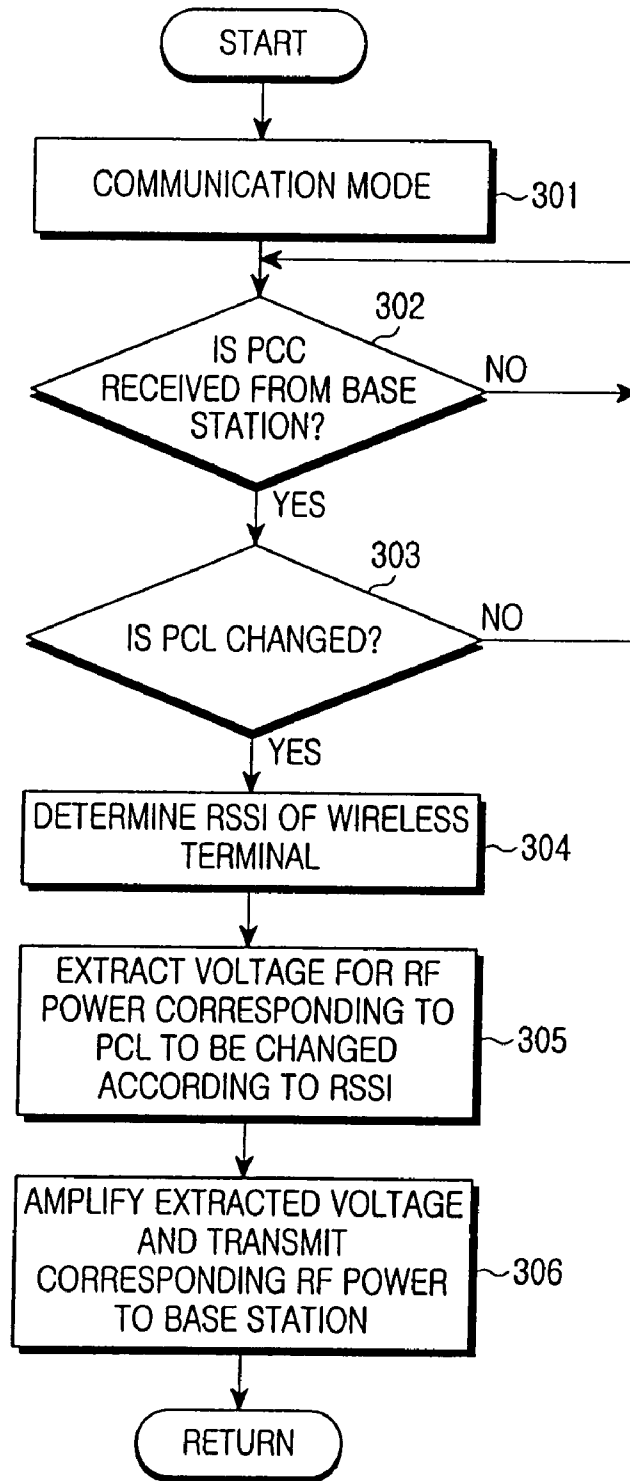 START
COMMUNICATION MODE
301
302
IS PCC
RECEIVED FROM BASE
STATION?
NO
YES
303
IS PCL CHANGED?
NO
YES
DETERMINE RSSI OF WIRELESS
TERMINAL
304
EXTRACT VOLTAGE FOR RF
POWER CORRESPONDING TO
PCL TO BE CHANGED
ACCORDING TO RSSI
305
AMPLIFY EXTRACTED VOLTAGE
AND TRANSMIT
CORRESPONDING RF POWER
TO BASE STATION
306
RETURN